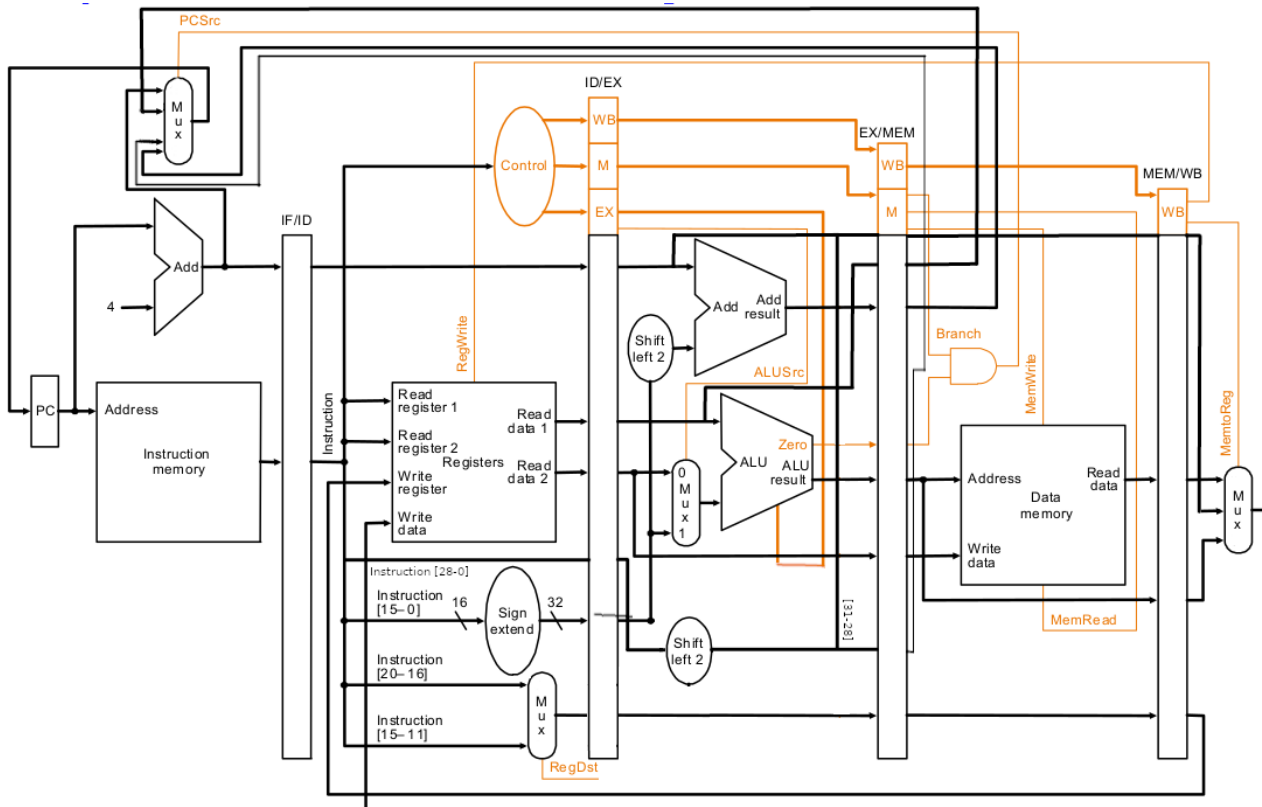 PCSrc
ID/EX
Mux
WB
EX/MEM
Control
M
WB
MEM/WB
IF/ID
EX
M
WB
Add
4
Add
Add
result
Shift
left 2
Branch
RegWrite
ALUSrc
MemWrite
MemtoReg
PC
Address
Instruction
memory
Instruction
Read
register 1
Read
data 1
Read
register 2
Registers
Read
data 2
Write
register
Write
data
0
Mux
1
ALU
Zero
ALU
result
Address
Read
data
Data
memory
Write
data
Mux
Instruction [28-0]
Instruction
[15–0]
16
Sign
extend
32
Shift
left 2
[31-28]
MemRead
Instruction
[20–16]
Mux
Instruction
[15–11]
RegDst